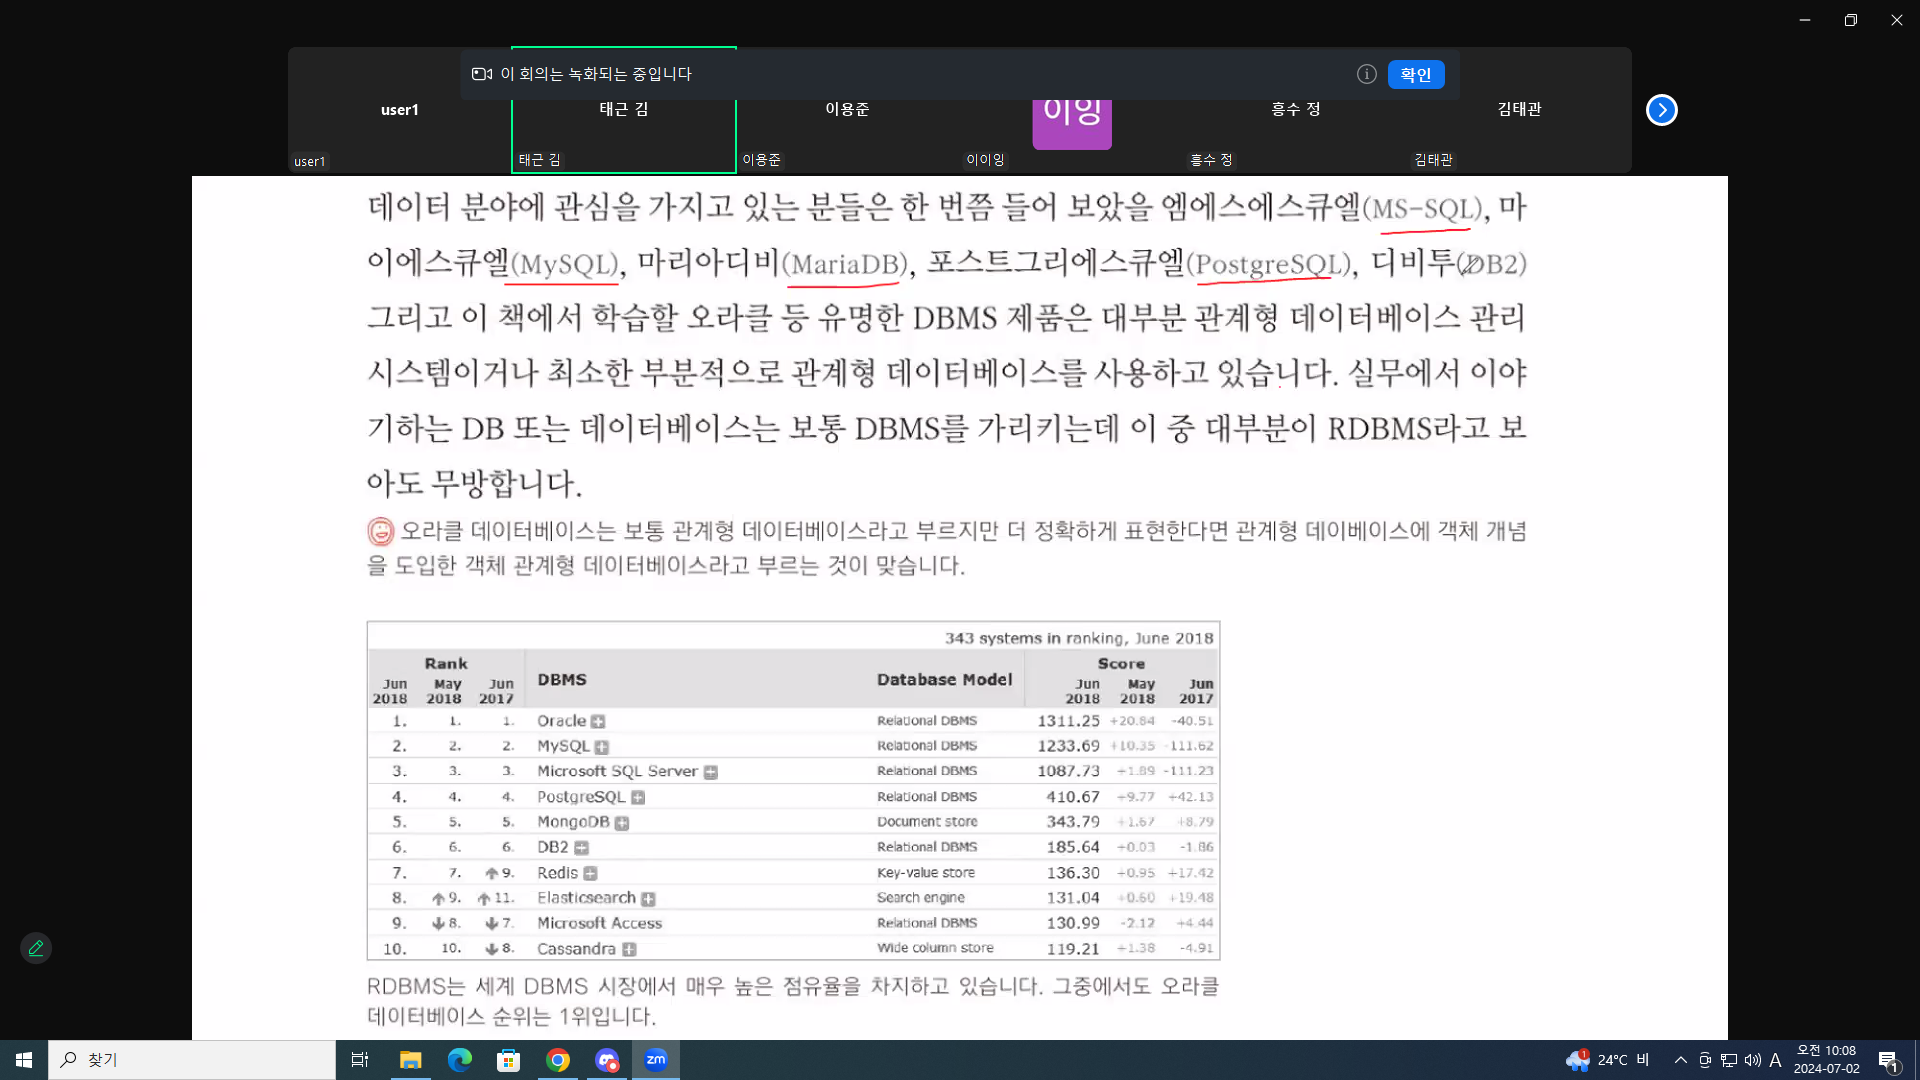 이 회의는 녹화되는 중입니다
확인
user1
태근 김
이용준
이잉
흥수 정
김태관
user1
태근 김
이용준
이이잉
흥수 정
김태관
데이터 분야에 관심을 가지고 있는 분들은 한 번쯤 들어 보았을 엠에스에스큐엘(MS-SQL), 마
이에스큐엘(MySQL), 마리아디비(MariaDB), 포스트그리에스큐엘(PostgreSQL), 디비투(DB2)
그리고 이 책에서 학습할 오라클 등 유명한 DBMS 제품은 대부분 관계형 데이터베이스 관리
시스템이거나 최소한 부분적으로 관계형 데이터베이스를 사용하고 있습니다. 실무에서 이야
기하는 DB 또는 데이터베이스는 보통 DBMS를 가리키는데 이 중 대부분이 RDBMS라고 보
아도 무방합니다.
오라클 데이터베이스는 보통 관계형 데이터베이스라고 부르지만 더 정확하게 표현한다면 관계형 데이베이스에 객체 개념
을 도입한 객체 관계형 데이터베이스라고 부르는 것이 맞습니다.
343 systems in ranking, June 2018
Rank Score
DBMS Database Model
Jun May Jun Jun May Jun
2018 2018 2017 2018 2018 2017
1. 1. 1. Oracle Relational DBMS 1311.25 +20.84 -40.51
2. 2. 2. MySQL Relational DBMS 1233.69 +10.35 -111.62
3. 3. 3. Microsoft SQL Server Relational DBMS 1087.73 +1.89 -111.23
4. 4. 4. PostgreSQL Relational DBMS 410.67 +9.77 +42.13
5. 5. 5. MongoDB Document store 343.79 +1.67 +8.79
6. 6. 6. DB2 Relational DBMS 185.64 +0.03 -1.86
7. 7. 9. Redis Key-value store 136.30 +0.95 +17.42
8. 9. 11. Elasticsearch Search engine 131.04 +0.60 +19.48
9. 8. 7. Microsoft Access Relational DBMS 130.99 -2.12 +4.44
10. 10. 8. Cassandra Wide column store 119.21 +1.38 -4.91
RDBMS는 세계 DBMS 시장에서 매우 높은 점유율을 차지하고 있습니다. 그중에서도 오라클
데이터베이스 순위는 1위입니다.
찾기
zm
1
24°C 비
A
오전 10:08
2024-07-02
1